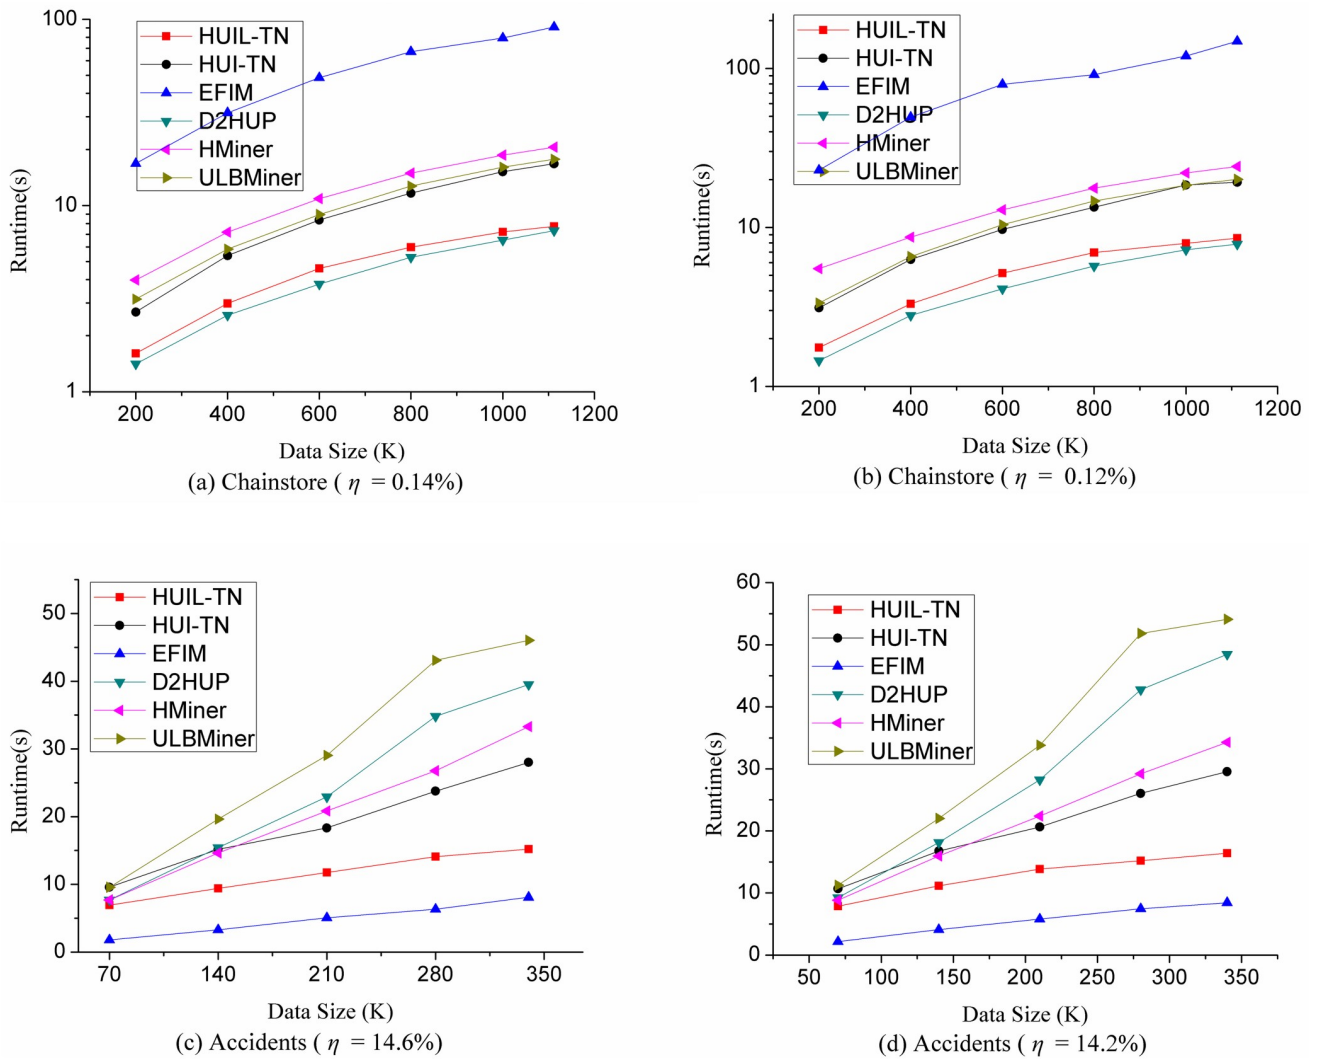 100
10
1
Runtime(s)
HUIL-TN
HUI-TN
EFIM
D2HUP
HMiner
ULBMiner
200 400 600 800 1000 1200
Data Size (K)
(a) Chainstore ( η = 0.14%)
100
10
1
Runtime(s)
HUIL-TN
HUI-TN
EFIM
D2HUP
HMiner
ULBMiner
200 400 600 800 1000 1200
Data Size (K)
(b) Chainstore ( η = 0.12%)
50
40
30
20
10
0
Runtime(s)
HUIL-TN
HUI-TN
EFIM
D2HUP
HMiner
ULBMiner
70 140 210 280 350
Data Size (K)
(c) Accidents ( η = 14.6%)
60
50
40
30
20
10
0
Runtime(s)
HUIL-TN
HUI-TN
EFIM
D2HUP
HMiner
ULBMiner
50 100 150 200 250 300 350
Data Size (K)
(d) Accidents ( η = 14.2%)